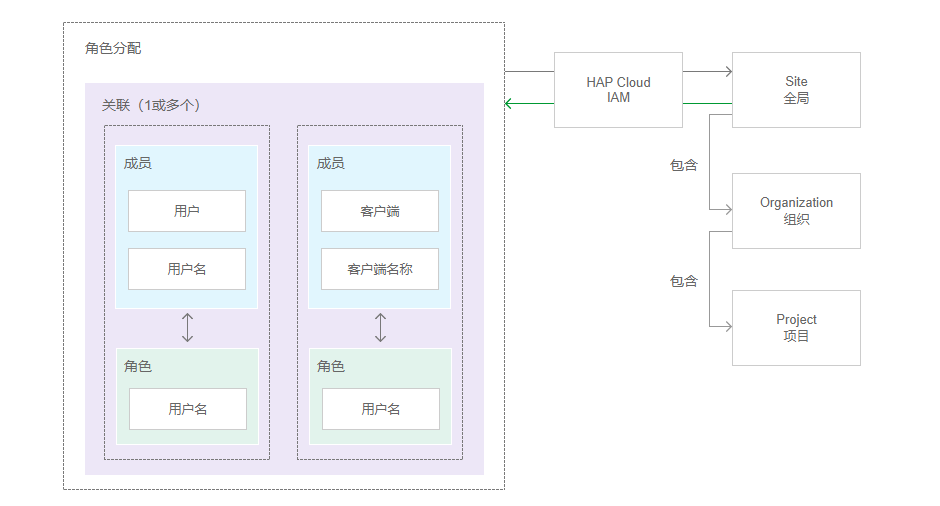 角色分配
关联（1或多个）
成员
用户
用户名
角色
用户名
成员
客户端
客户端名称
角色
用户名
HAP Cloud
IAM
Site
全局
包含
Organization
组织
包含
Project
项目